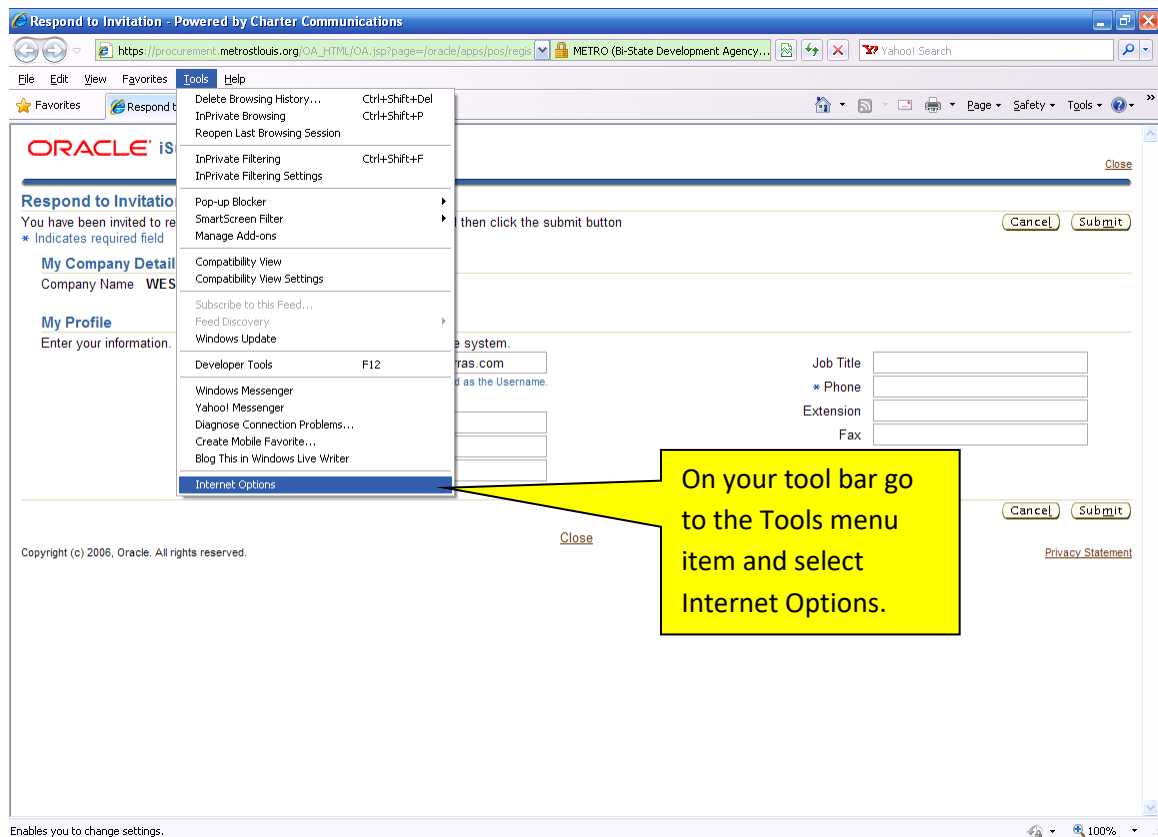 Respond to Invitation - Powered by Charter Communications
https://procurement.metrostlouis.org/OA_HTML/OA.jsp?page=/oracle/apps/pos/regis METRO (Bi-State Development Agency... Yahoo! Search
File Edit View Favorites Tools Help
Favorites Respond t Page Safety Tools »
Delete Browsing History... Ctrl+Shift+Del
InPrivate Browsing Ctrl+Shift+P
Reopen Last Browsing Session
InPrivate Filtering Ctrl+Shift+F
InPrivate Filtering Settings
Pop-up Blocker
SmartScreen Filter
Manage Add-ons
Compatibility View
Compatibility View Settings
Subscribe to this Feed...
Feed Discovery
Windows Update
Developer Tools F12
Windows Messenger
Yahoo! Messenger
Diagnose Connection Problems...
Create Mobile Favorite...
Blog This in Windows Live Writer
Internet Options
ORACLE iS
Close
Respond to Invitatio
You have been invited to re
l then click the submit button
Cancel Submit
* Indicates required field
My Company Detail
Company Name WES
My Profile
Enter your information.
e system.
ras.com
d as the Username.
Job Title
* Phone
Extension
Fax
On your tool bar go
to the Tools menu
item and select
Internet Options.
Cancel Submit
Close
Copyright (c) 2006, Oracle. All rights reserved.
Privacy Statement
Enables you to change settings.
100%